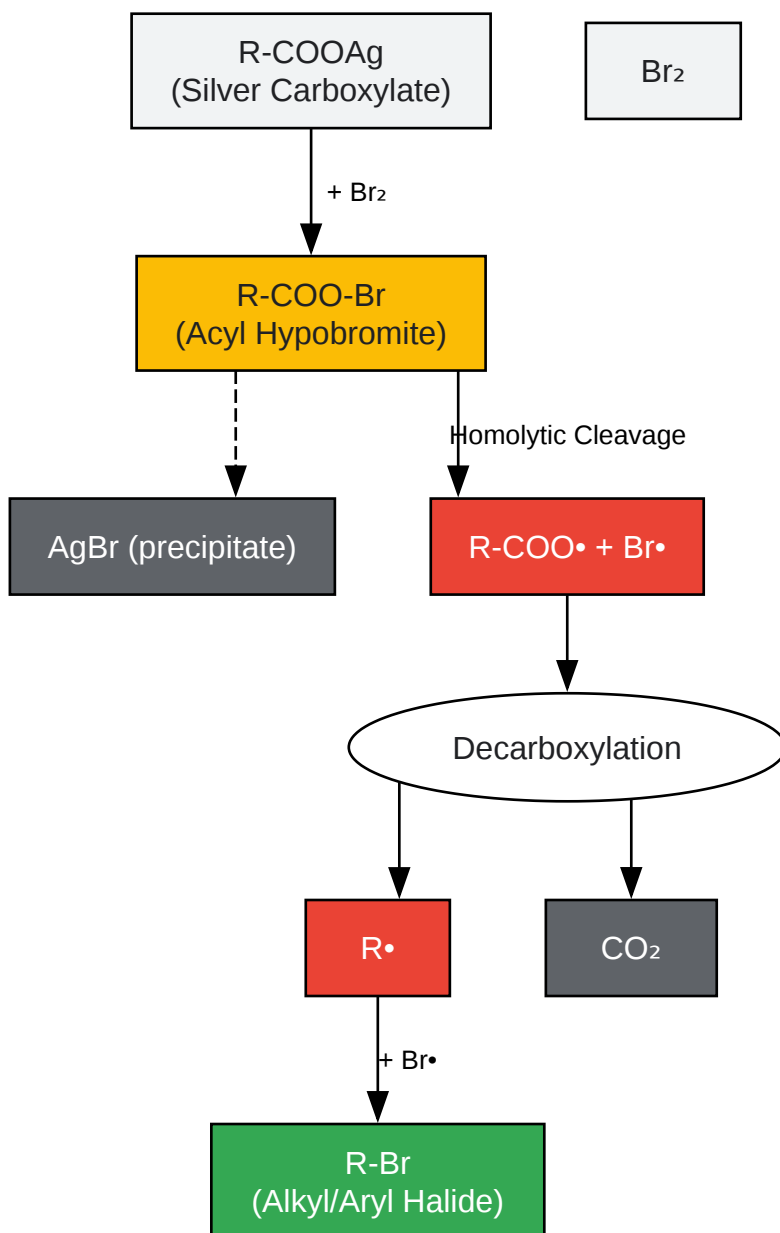 R-COOAg
(Silver Carboxylate)
Br₂
+ Br₂
R-COO-Br
(Acyl Hypobromite)
Homolytic Cleavage
AgBr (precipitate)
R-COO• + Br•
Decarboxylation
R•
CO₂
+ Br•
R-Br
(Alkyl/Aryl Halide)